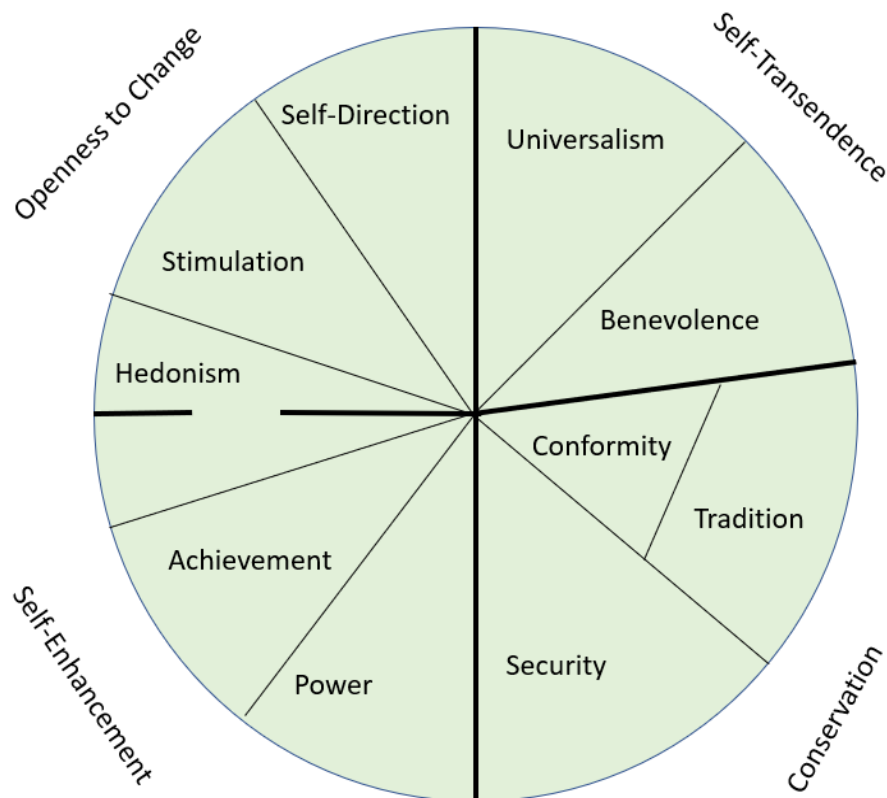 Openness to Change
Self-Transendence
Self-Direction
Universalism
Stimulation
Benevolence
Hedonism
Conformity
Tradition
Achievement
Security
Power
Self-Enhancement
Conservation